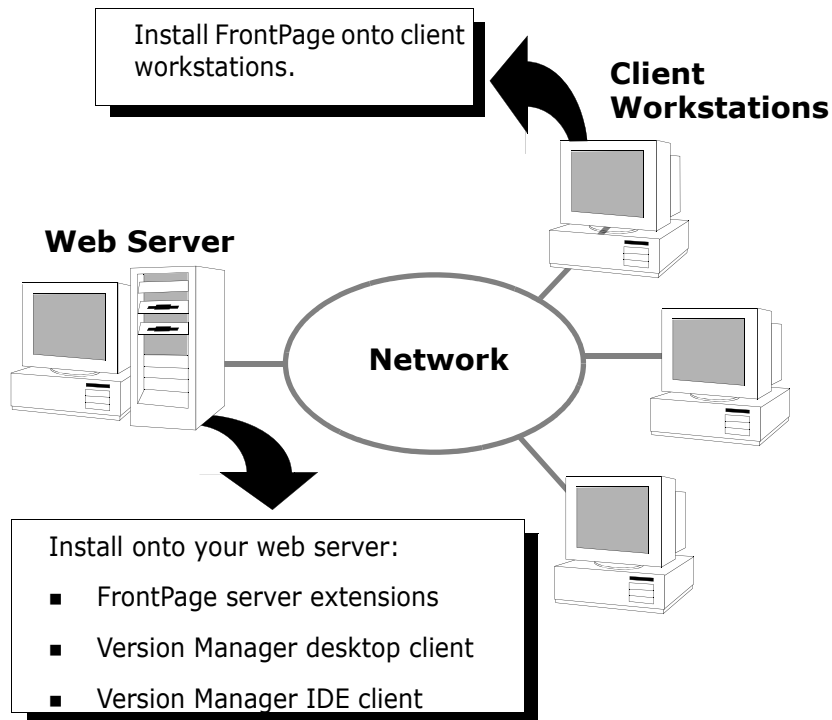 Install FrontPage onto client
workstations.
Client
Workstations
Web Server
Network
Install onto your web server:
■ FrontPage server extensions
■ Version Manager desktop client
■ Version Manager IDE client